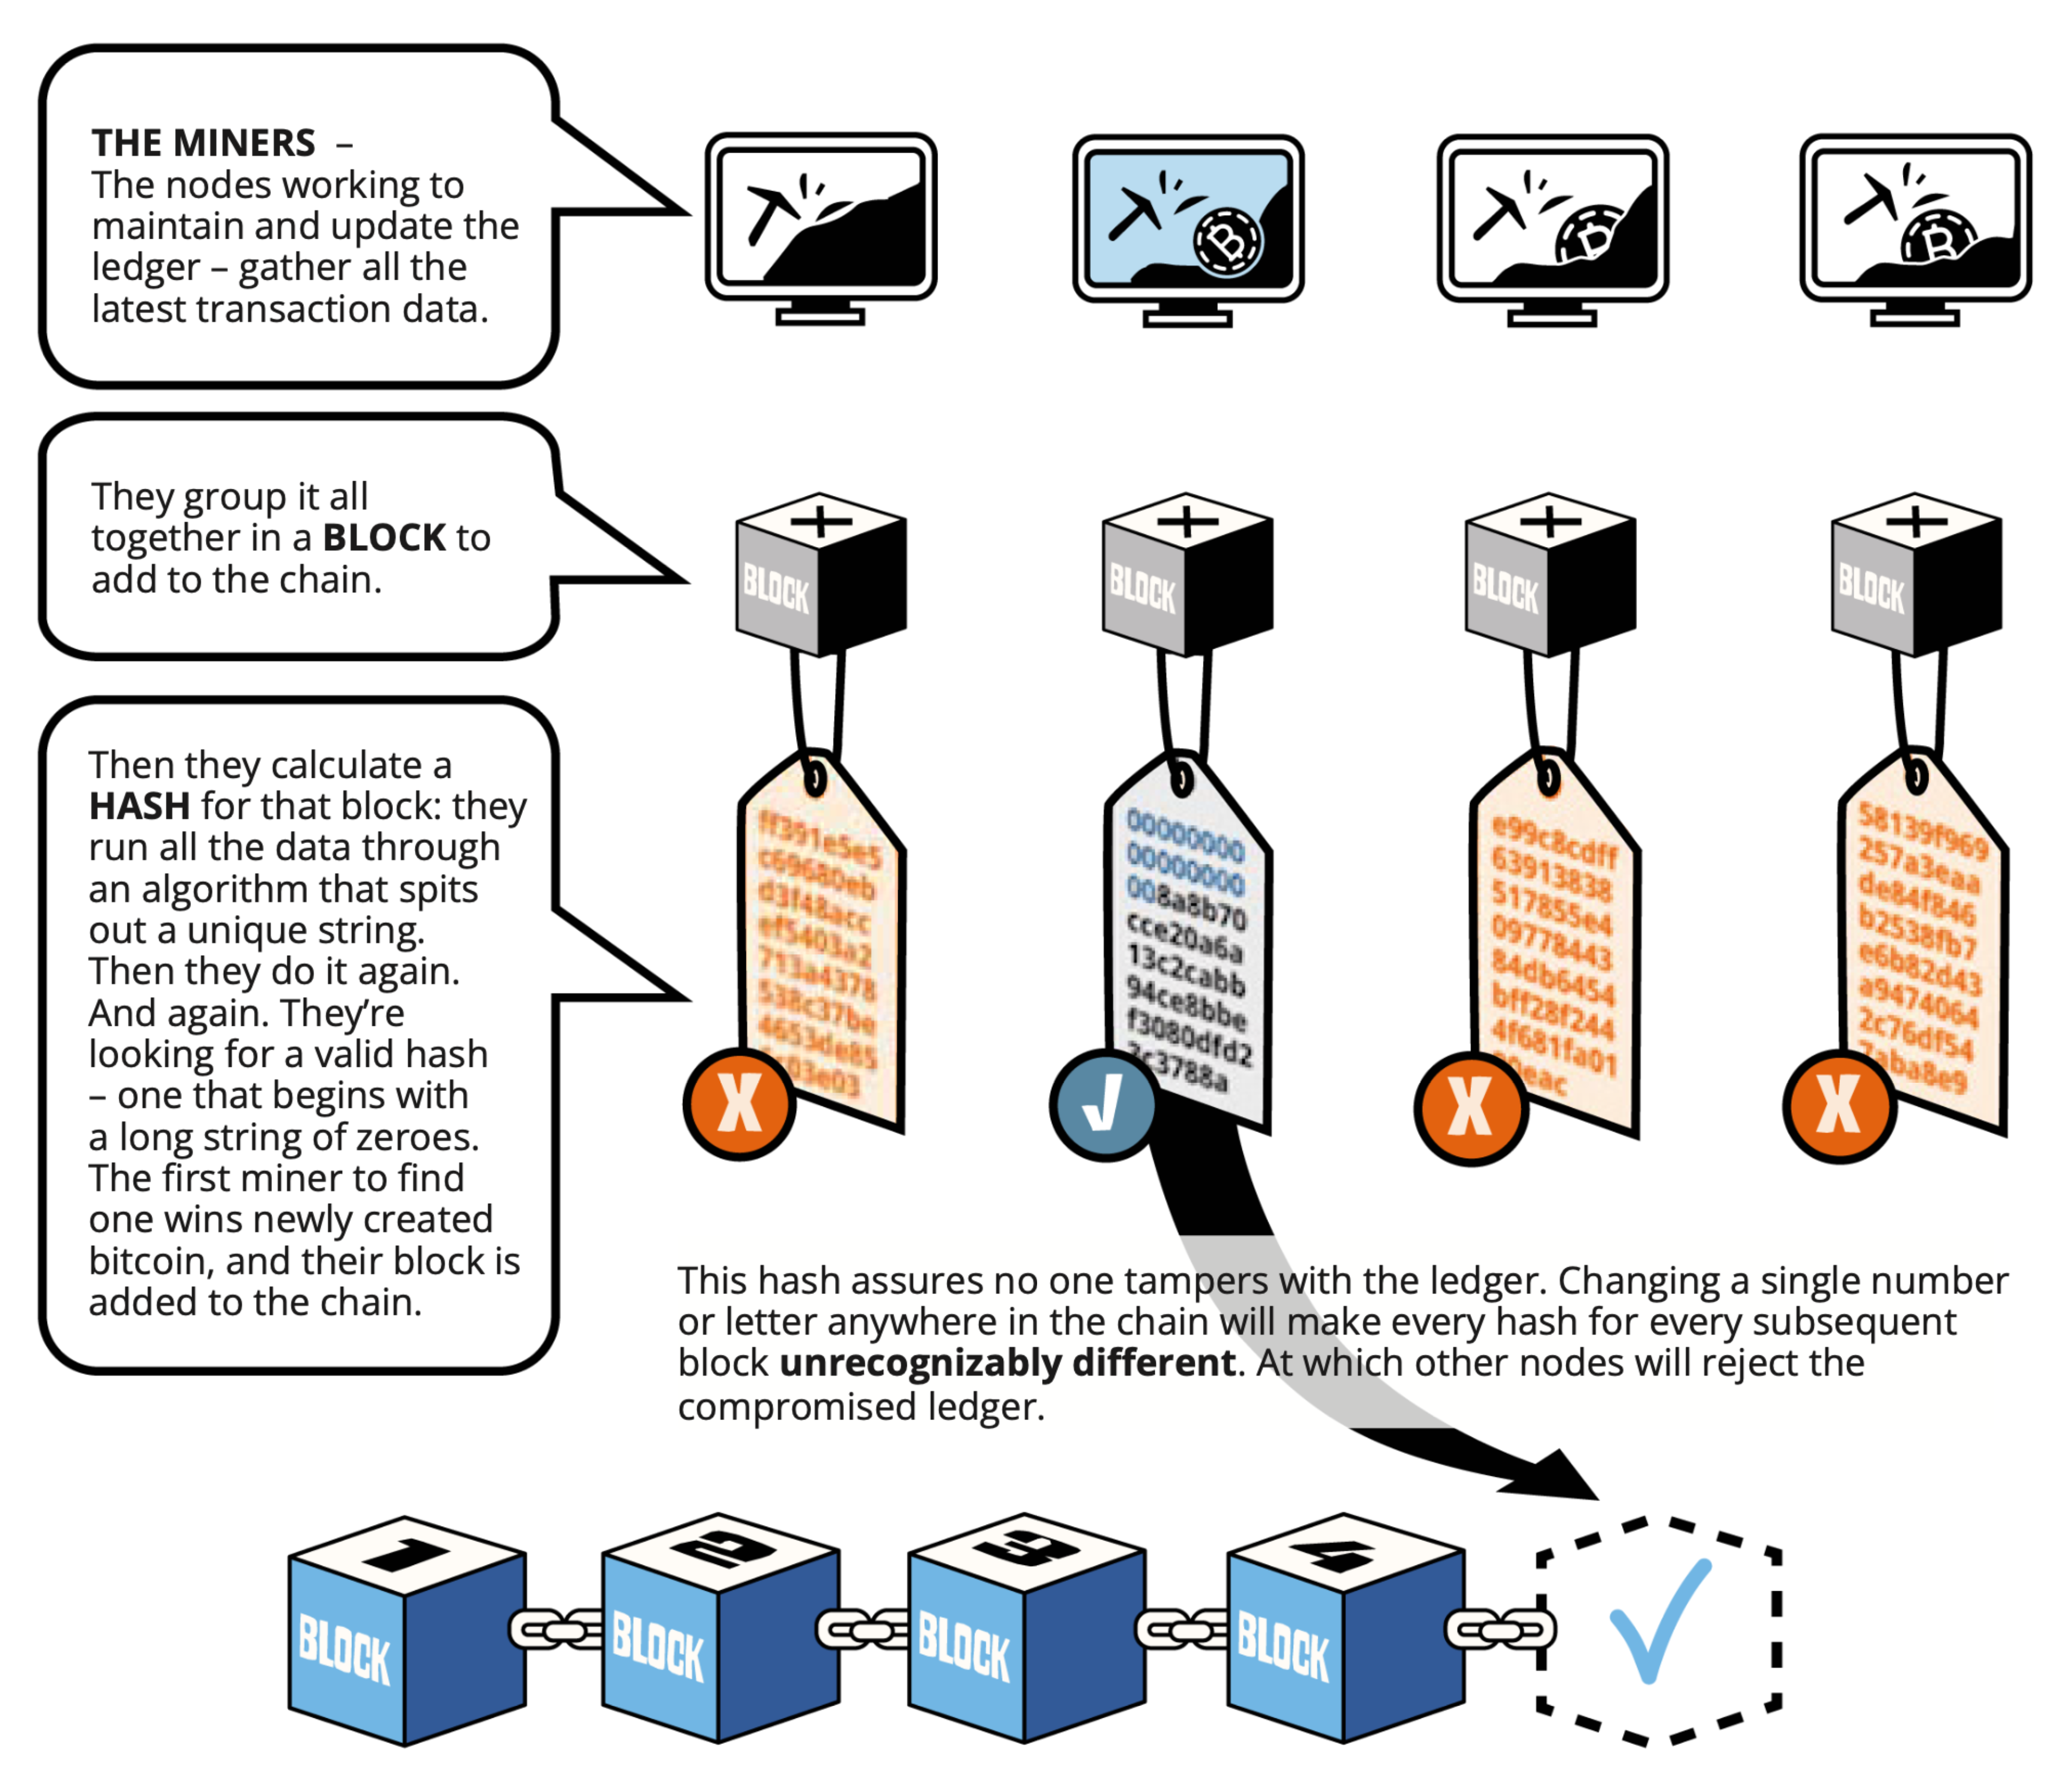 THE MINERS –
The nodes working to
maintain and update the
ledger – gather all the
latest transaction data.
They group it all
together in a BLOCK to
add to the chain.
BLOCK
BLOCK
BLOCK
BLOCK
Then they calculate a
HASH for that block: they
run all the data through
an algorithm that spits
out a unique string.
Then they do it again.
And again. They’re
looking for a valid hash
– one that begins with
a long string of zeroes.
The first miner to find
one wins newly created
bitcoin, and their block is
added to the chain.
ff391e5e5
c69680eb
d3f48acc
ef5403a2
713a4378
538c37be
4653de85
X
00000000
00000000
008a8b70
cce20a6a
13c2cabb
94ce8bbe
f3080dfd2
e99c8cdff
63913838
517855e4
09778443
84db6454
bff28f244
4f681fa01
X
58139f969
257a3eaa
de84f846
b2538fb7
e6b82d43
a9474064
2c76df54
X
This hash assures no one tampers with the ledger. Changing a single number
or letter anywhere in the chain will make every hash for every subsequent
block unrecognizably different. At which other nodes will reject the
compromised ledger.
1
BLOCK
2
BLOCK
3
BLOCK
4
BLOCK